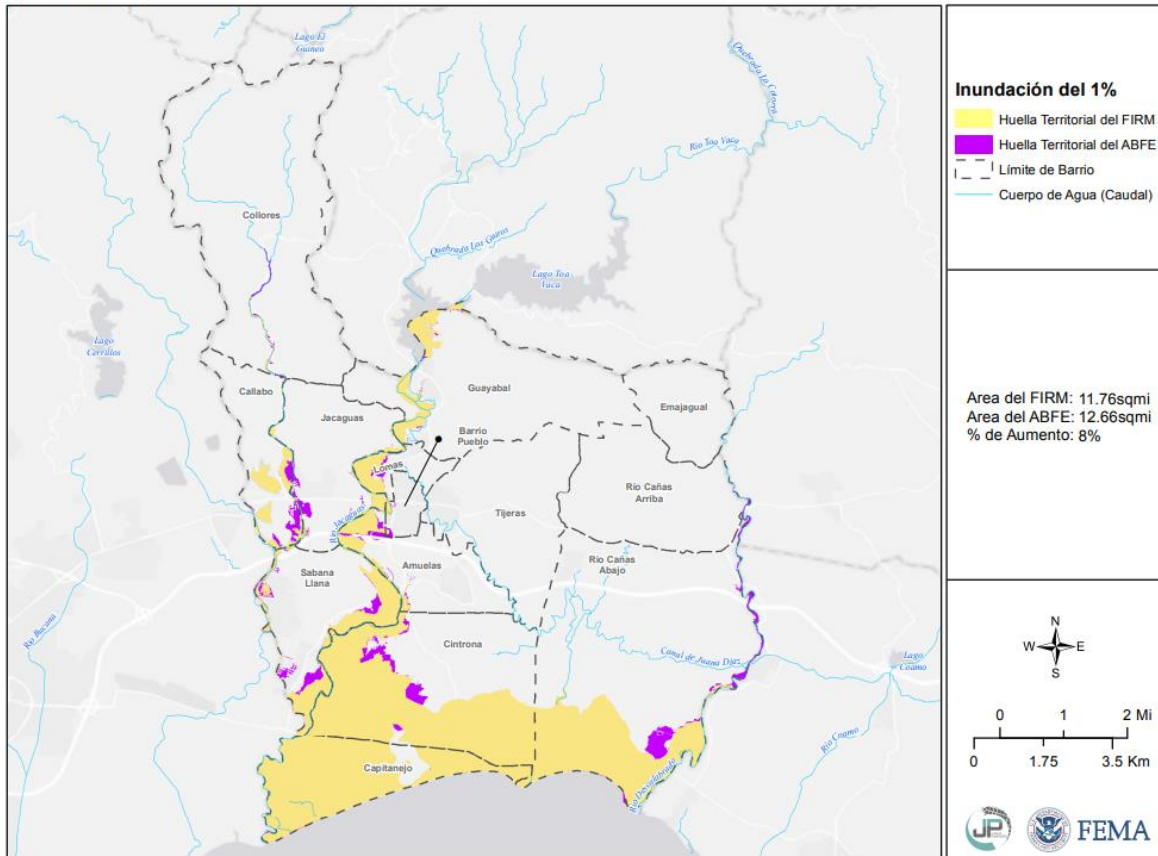 Lago El
Guineo
Quebrada La Cotorra
Río Toa Vaca
Collores
Quebrada Los Guaros
Lago Toa
Vaca
Lago
Cerrillos
Guayabal
Callabo
Jacaguas
Emajagual
Barrio
Pueblo
Lomas
Río Cañas
Arriba
Tijeras
Río Jacaguas
Río Cañas
Abajo
Sabana
Llana
Amuelas
Río Bucaná
Cintrona
Canal de Juana Díaz
Lago
Coamo
Río Coamo
Capitanejo
Río Descalabrado
Inundación del 1%
Huella Territorial del FIRM
Huella Territorial del ABFE
Límite de Barrio
Cuerpo de Agua (Caudal)
Area del FIRM: 11.76sqmi
Area del ABFE: 12.66sqmi
% de Aumento: 8%
N
W E
S
0 1 2 Mi
0 1.75 3.5 Km
JP
FEMA